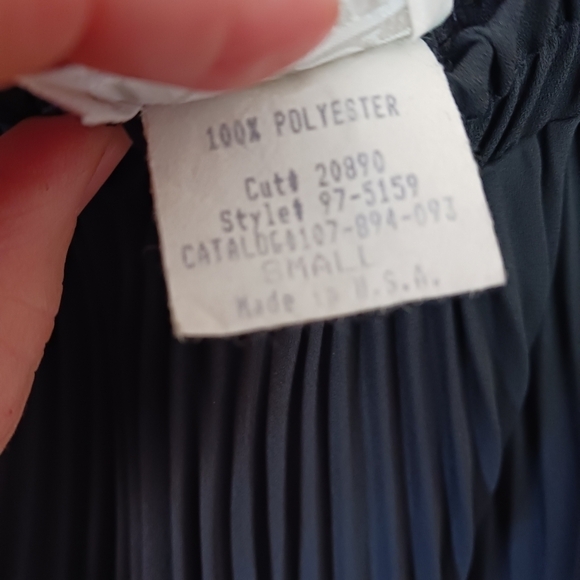 100% POLYESTER
Cut# 20890
Style# 97-5159
CATALOG#107-894-093
SMALL
Made in U.S.A.